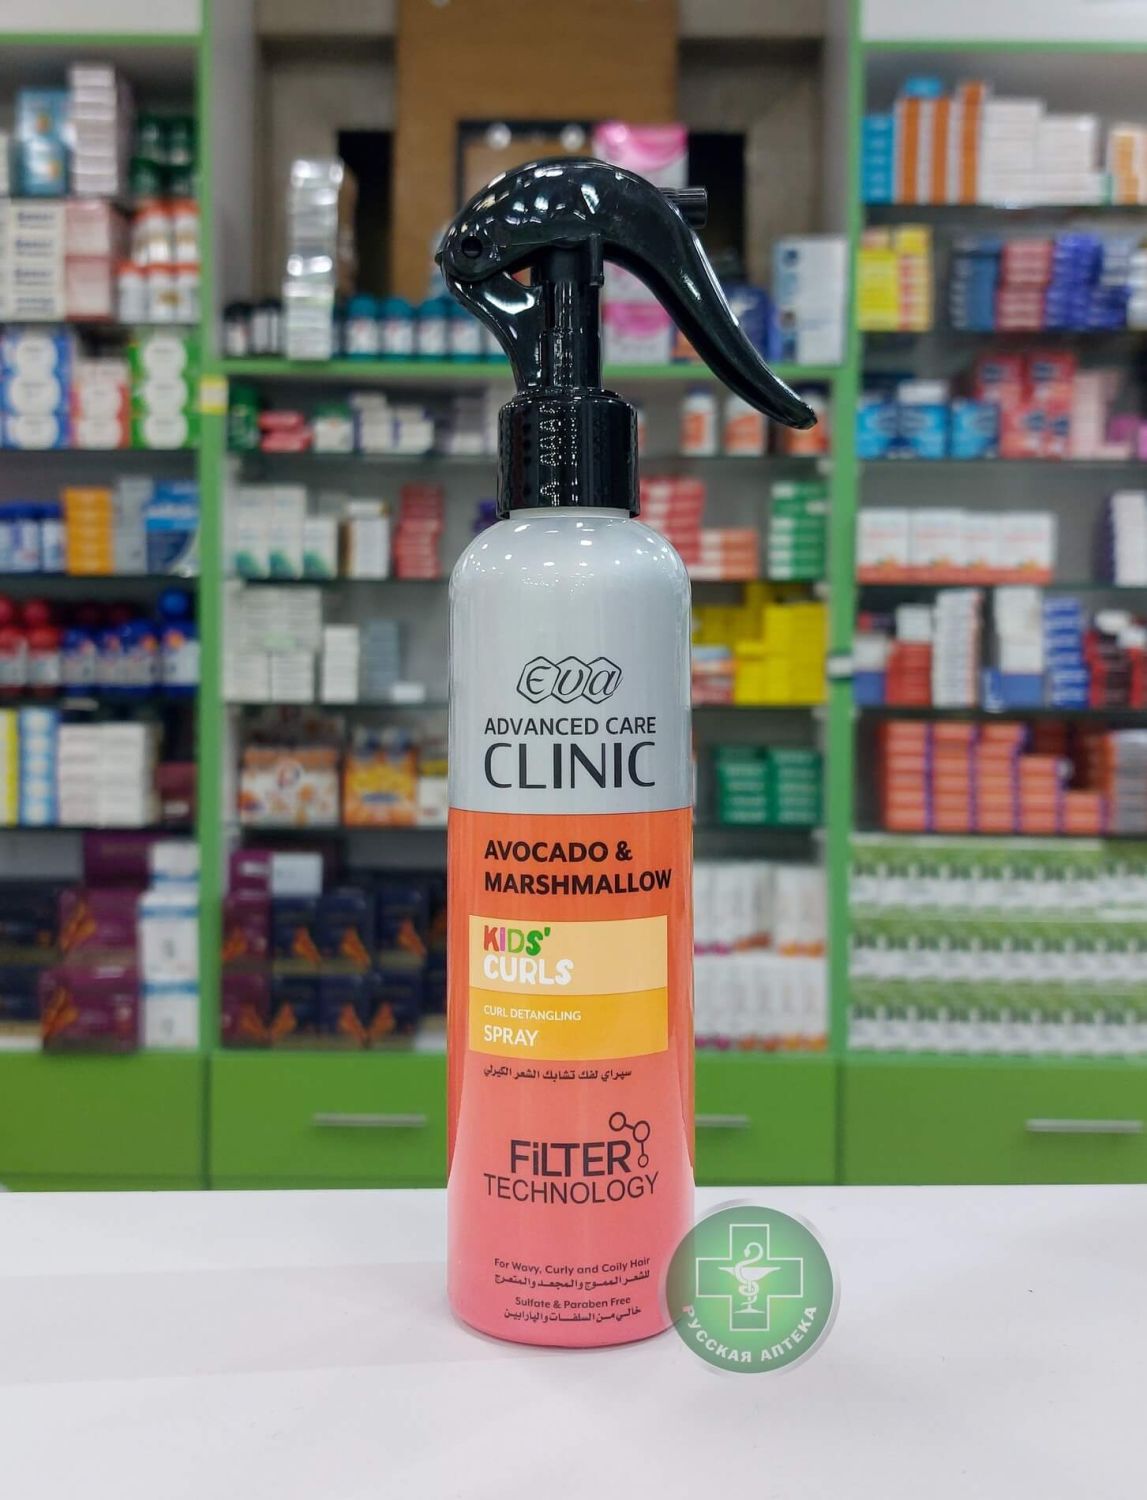 eva
ADVANCED CARE
CLINIC
AVOCADO &
MARSHMALLOW
KIDS'
CURLS
CURL DETANGLING
SPRAY
سبراي لفك تشابك الشعر الكيرلي
FiLTER
TECHNOLOGY
For Wavy, Curly and Coily Hair
للشعر المموج والمجعد والمتعرج
Sulfate & Paraben Free
خالي من السلفات والپارابين
РУССКАЯ АПТЕКА